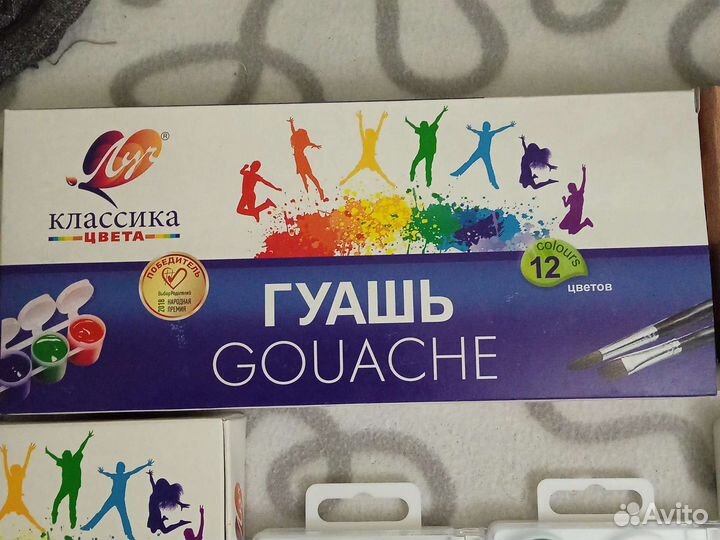 Луч®
КЛАССИКА
ЦВЕТА
ПОБЕДИТЕЛЬ
Выбор Родителей
2018 НАРОДНАЯ
ПРЕМИЯ
ГУАШЬ
GOUACHE
colours
12
цветов
Avito